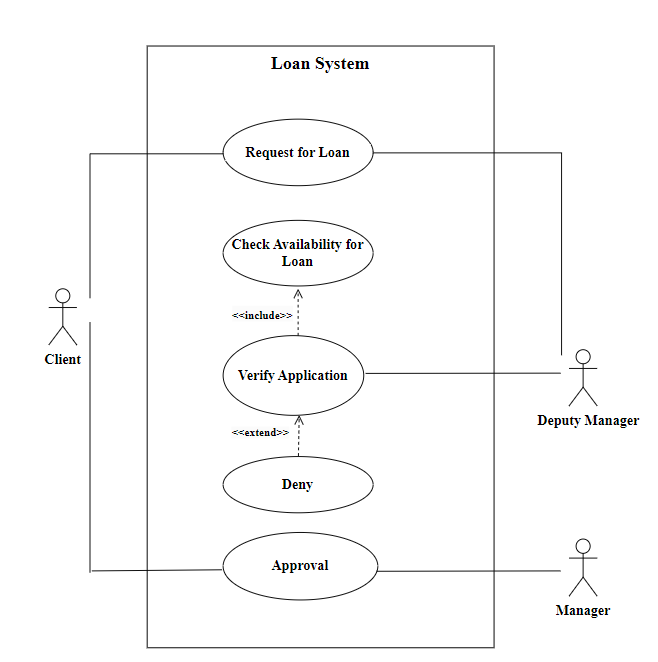 Loan System
Request for Loan
Check Availability for
Loan
<<include>>
Client
Verify Application
Deputy Manager
<<extend>>
Deny
Approval
Manager